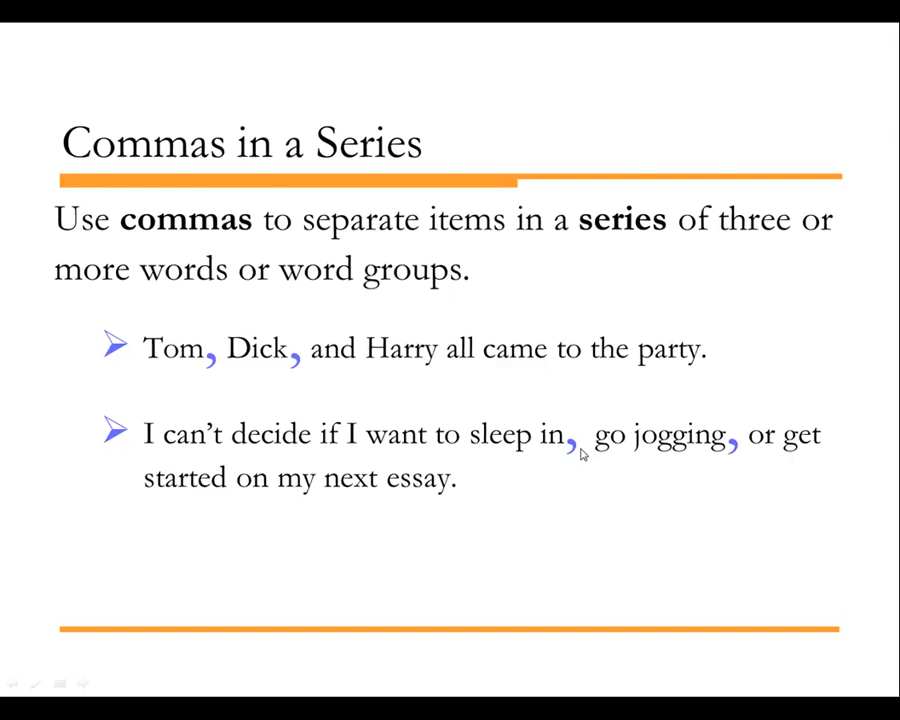 Commas in a Series
Use commas to separate items in a series of three or
more words or word groups.
Tom, Dick, and Harry all came to the party.
I can’t decide if I want to sleep in, go jogging, or get
started on my next essay.